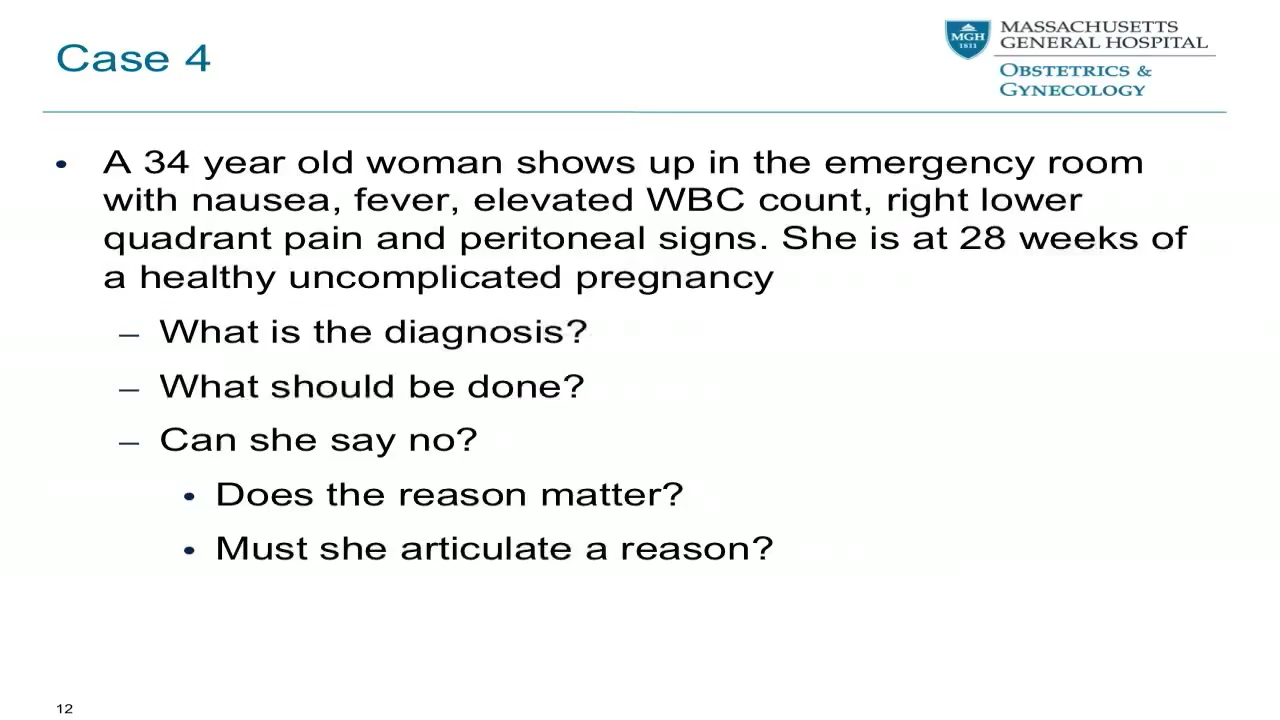 Case 4
MGH
1811
MASSACHUSETTS
GENERAL HOSPITAL
OBSTETRICS &
GYNECOLOGY
• A 34 year old woman shows up in the emergency room
with nausea, fever, elevated WBC count, right lower
quadrant pain and peritoneal signs. She is at 28 weeks of
a healthy uncomplicated pregnancy
– What is the diagnosis?
– What should be done?
– Can she say no?
• Does the reason matter?
• Must she articulate a reason?
12